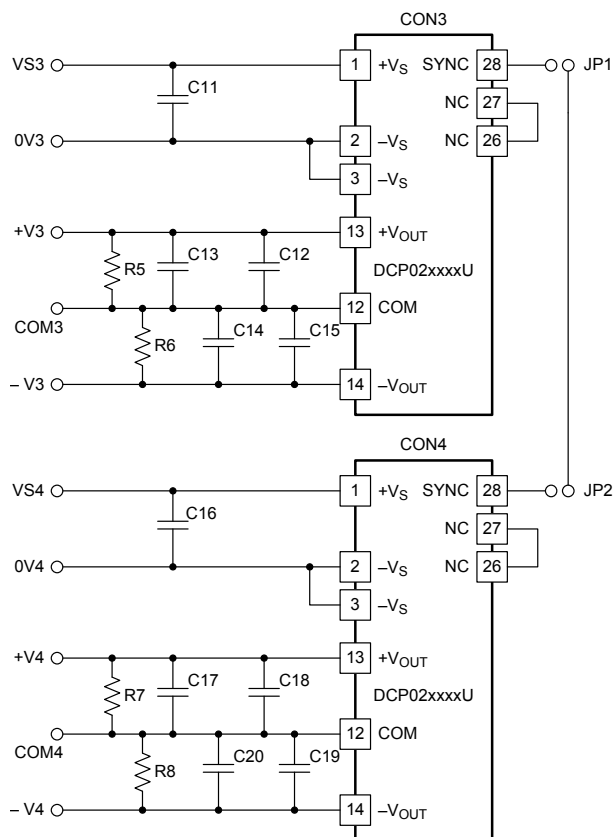 CON3
VS3
1
+VS
SYNC
28
JP1
C11
NC
27
0V3
2
–VS
NC
26
3
–VS
+V3
13
+VOUT
R5
C13
C12
DCP02xxxxU
COM3
12
COM
R6
C14
C15
– V3
14
–VOUT
CON4
VS4
1
+VS
SYNC
28
JP2
C16
NC
27
0V4
2
–VS
NC
26
3
–VS
+V4
13
+VOUT
R7
C17
C18
DCP02xxxxU
COM4
12
COM
R8
C20
C19
– V4
14
–VOUT